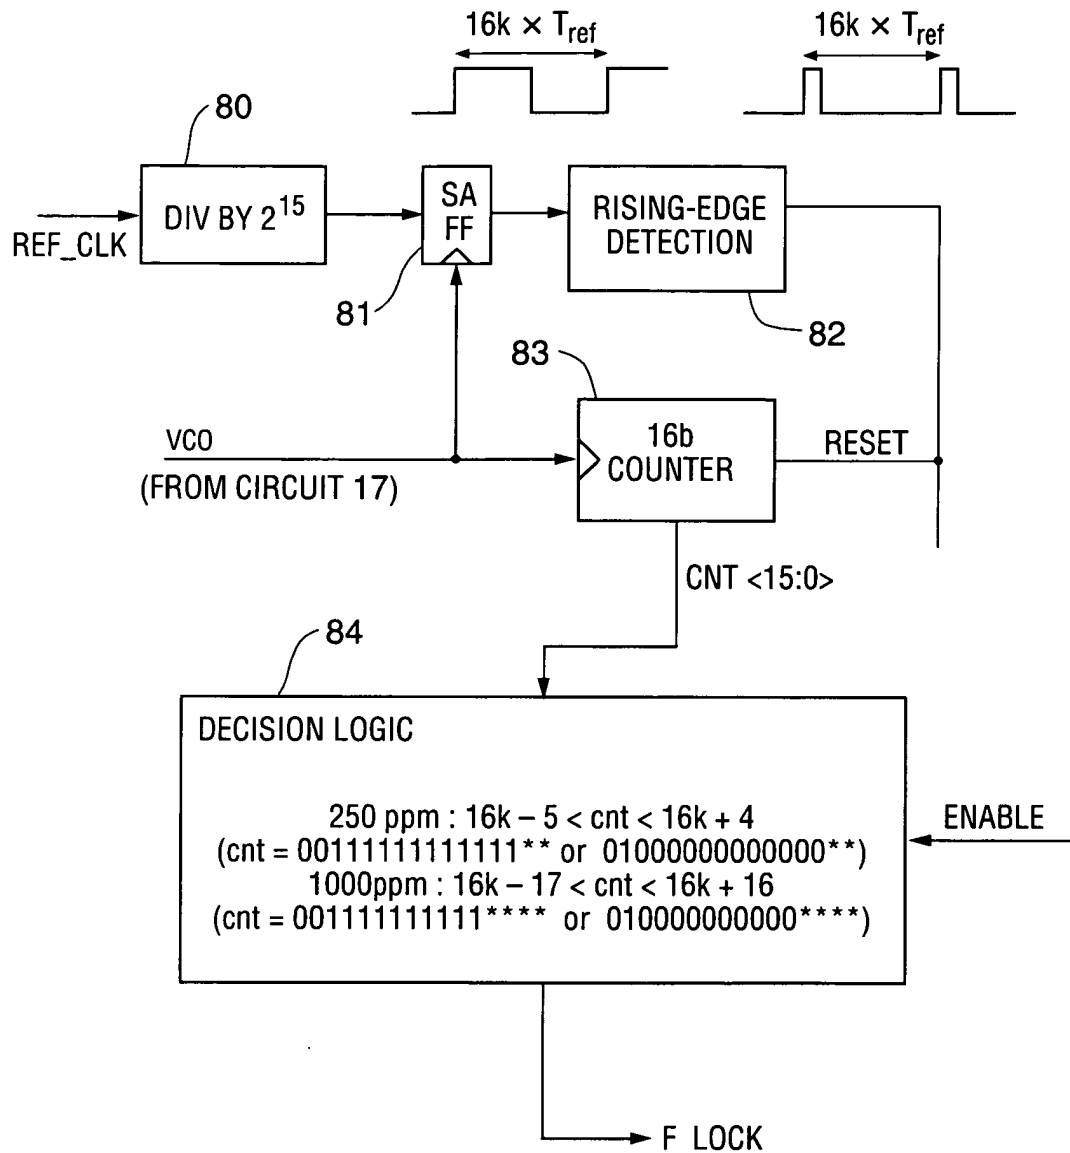 16k × Tref
16k × Tref
80
DIV BY 2^15
REF_CLK
SA
FF
81
RISING-EDGE
DETECTION
82
83
VCO
(FROM CIRCUIT 17)
16b
COUNTER
RESET
CNT <15:0>
84
DECISION LOGIC
250 ppm : 16k – 5 < cnt < 16k + 4
(cnt = 00111111111111** or 01000000000000**)
1000ppm : 16k – 17 < cnt < 16k + 16
(cnt = 001111111111**** or 010000000000****)
ENABLE
F LOCK